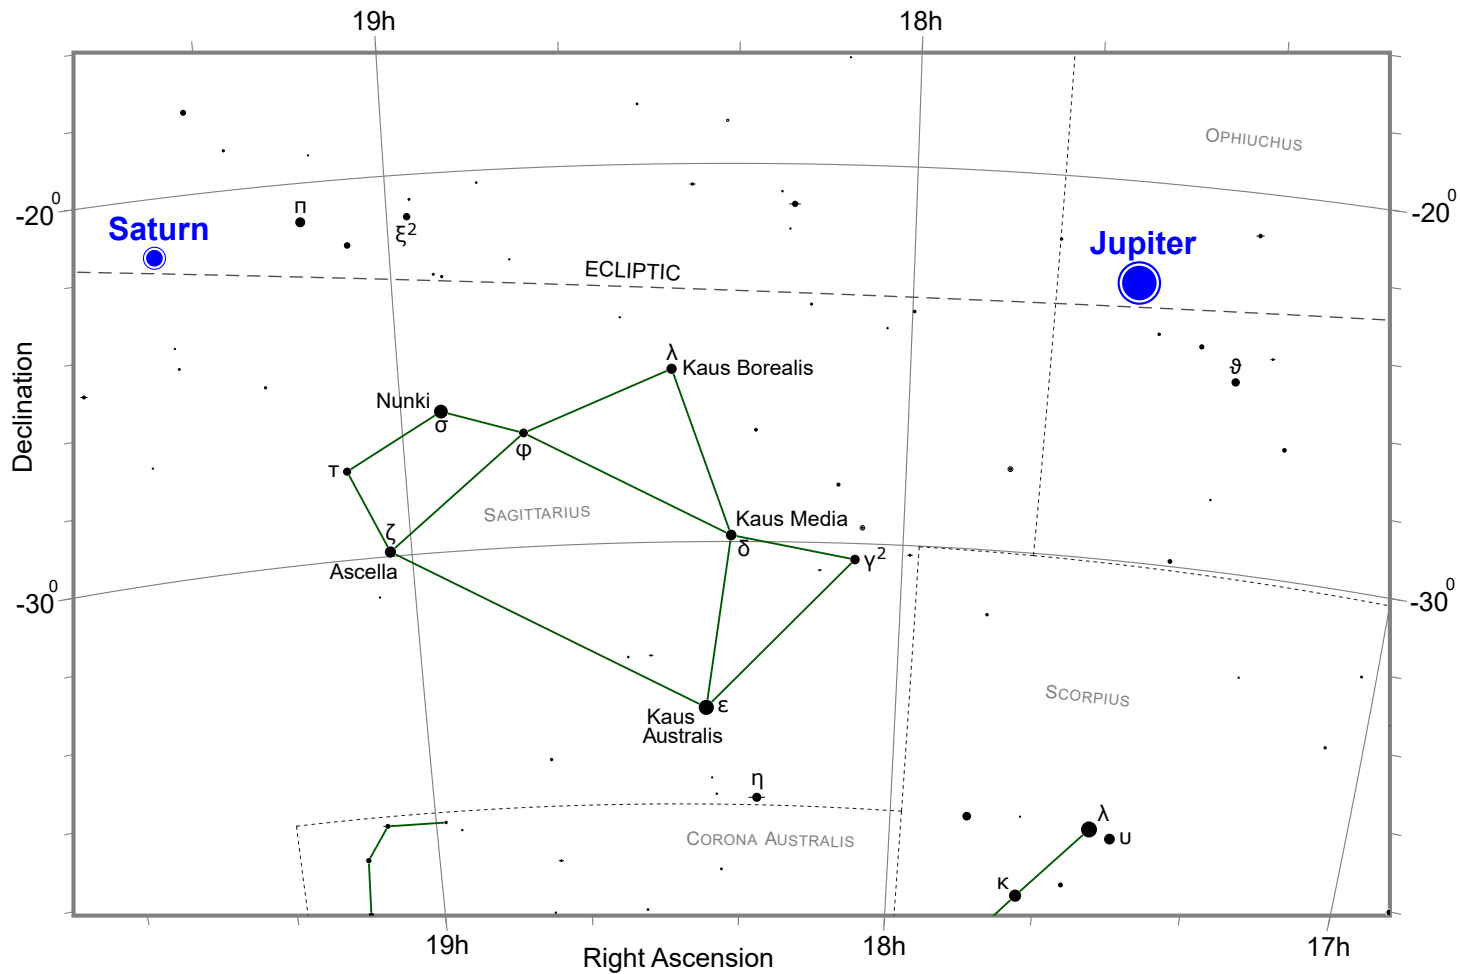 19h
18h
OPHIUCHUS
-20⁰
-20⁰
π
ξ²
Saturn
Jupiter
ECLIPTIC
λ
Kaus Borealis
ϑ
Nunki
σ
φ
τ
Declination
SAGITTARIUS
Kaus Media
ζ
δ
γ²
Ascella
-30⁰
-30⁰
SCORPIUS
ε
Kaus
Australis
η
λ
υ
CORONA AUSTRALIS
κ
19h
18h
17h
Right Ascension